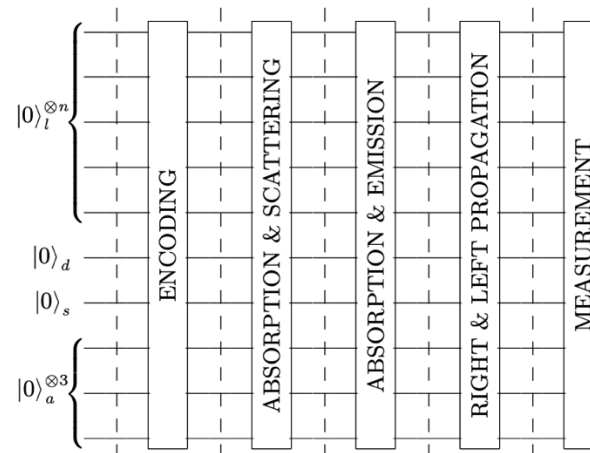 |0⟩_l^{⊗n}
|0⟩_d
|0⟩_s
|0⟩_a^{⊗3}
ENCODING
ABSORPTION & SCATTERING
ABSORPTION & EMISSION
RIGHT & LEFT PROPAGATION
MEASUREMENT